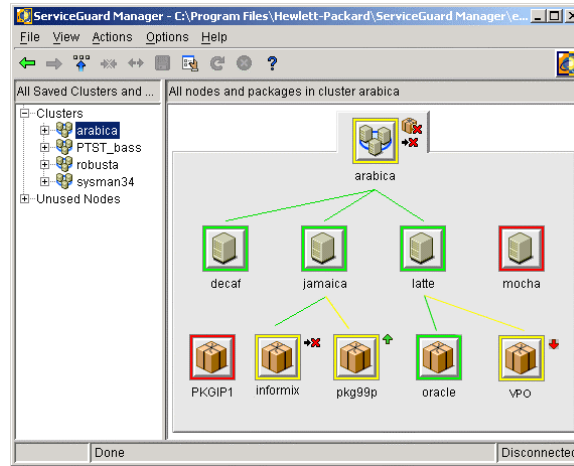 ServiceGuard Manager - C:\Program Files\Hewlett-Packard\ServiceGuard Manager\e...
File View Actions Options Help
All Saved Clusters and ...
All nodes and packages in cluster arabica
Clusters
arabica
PTST_bass
robusta
sysman34
Unused Nodes
arabica
decaf jamaica latte mocha
PKGIP1 informix pkg99p oracle VPO
Done Disconnected